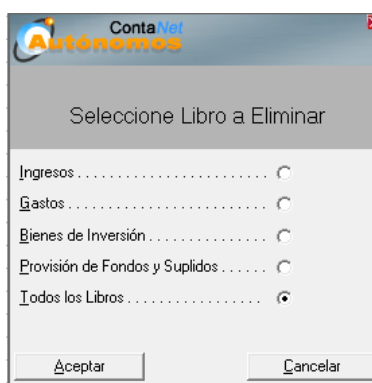 ContaNet
Autónomos
Seleccione Libro a Eliminar
Ingresos . . . . . . . . . . . . . . . . . . . . . . .
Gastos . . . . . . . . . . . . . . . . . . . . . . . .
Bienes de Inversión . . . . . . . . . . . . . .
Provisión de Fondos y Suplidos . . . . . .
Todos los Libros . . . . . . . . . . . . . . . .
Aceptar Cancelar